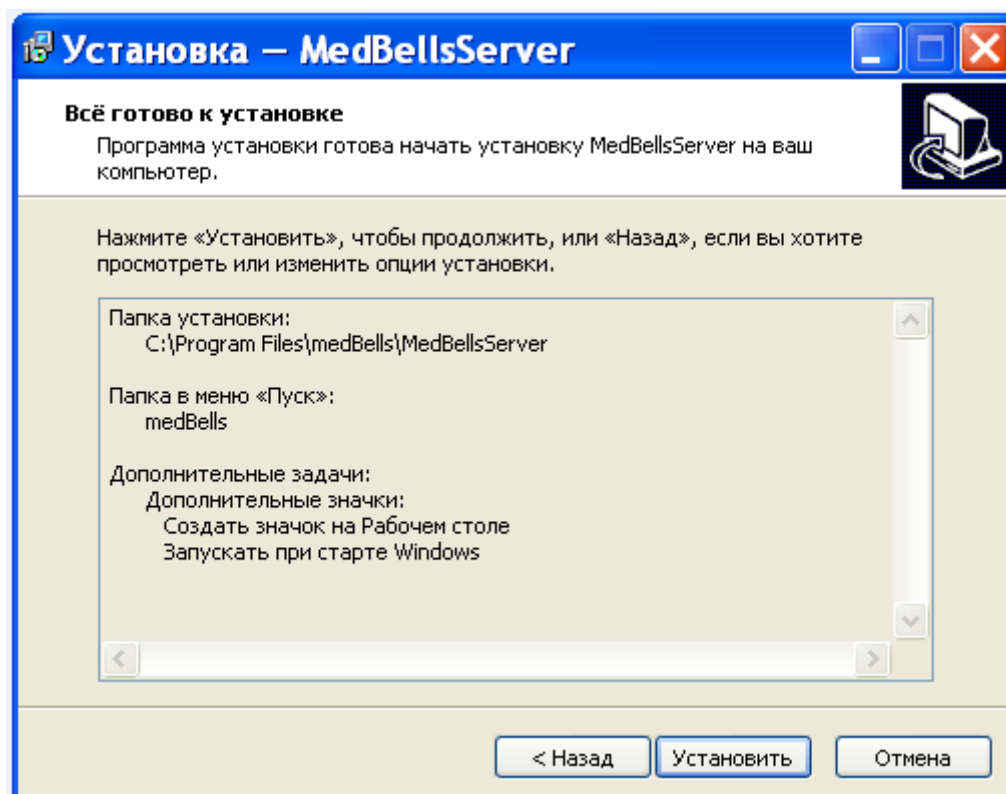 Установка — MedBellsServer
Всё готово к установке
Программа установки готова начать установку MedBellsServer на ваш
компьютер.
Нажмите «Установить», чтобы продолжить, или «Назад», если вы хотите
просмотреть или изменить опции установки.
Папка установки:
C:\Program Files\medBells\MedBellsServer
Папка в меню «Пуск»:
medBells
Дополнительные задачи:
Дополнительные значки:
Создать значок на Рабочем столе
Запускать при старте Windows
< Назад
Установить
Отмена